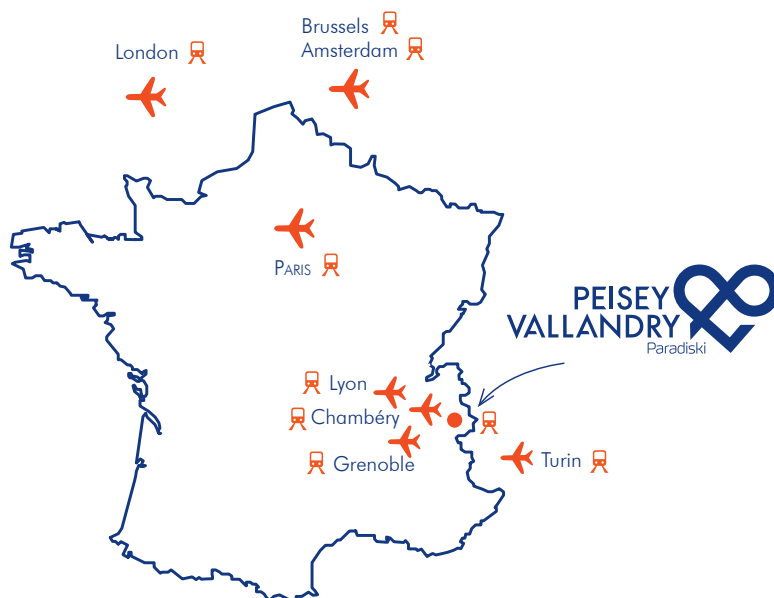 Brussels
London
Amsterdam
PARIS
PEISEY
VALLANDRY
Paradiski
Lyon
Chambéry
Grenoble
Turin